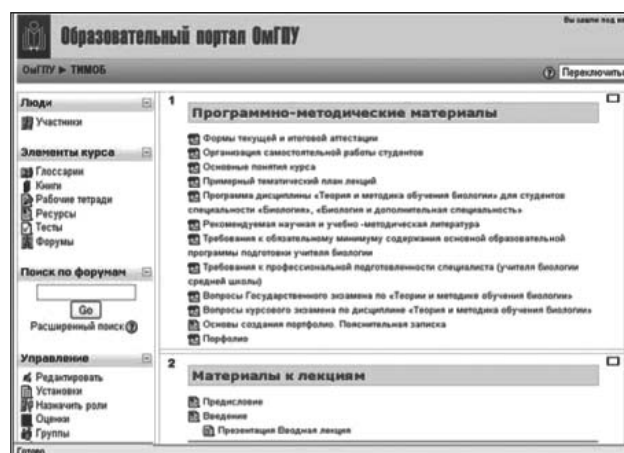 Вы зашли под
Образовательный портал ОмГПУ
ОмГПУ ► ТИМОБ
Переключить
Люди
Участники
Элементы курса
Глоссарии
Книги
Рабочие тетради
Ресурсы
Тесты
Форумы
Поиск по форумам
Go
Расширенный поиск
Управление
Редактировать
Установки
Назначить роли
Оценки
Группы
Готово
1
Программно-методические материалы
Формы текущей и итоговой аттестации
Организация самостоятельной работы студентов
Основные понятия курса
Примерный тематический план лекций
Программа дисциплины «Теория и методика обучения биологии» для студентов
специальности «Биология», «Биология и дополнительная специальность»
Рекомендуемая научная и учебно -методическая литература
Требования к обязательному минимуму содержания основной образовательной
программы подготовки учителя биологии
Требования к профессиональной подготовленности специалиста (учителя биологии
средней школы)
Вопросы Государственного экзамена по «Теории и методике обучения биологии»
Вопросы курсового экзамена по дисциплине «Теория и методика обучения биологии»
Основы создания портфолио. Пояснительная записка
Порфолио
2
Материалы к лекциям
Предисловие
Введение
Презентация Вводная лекция